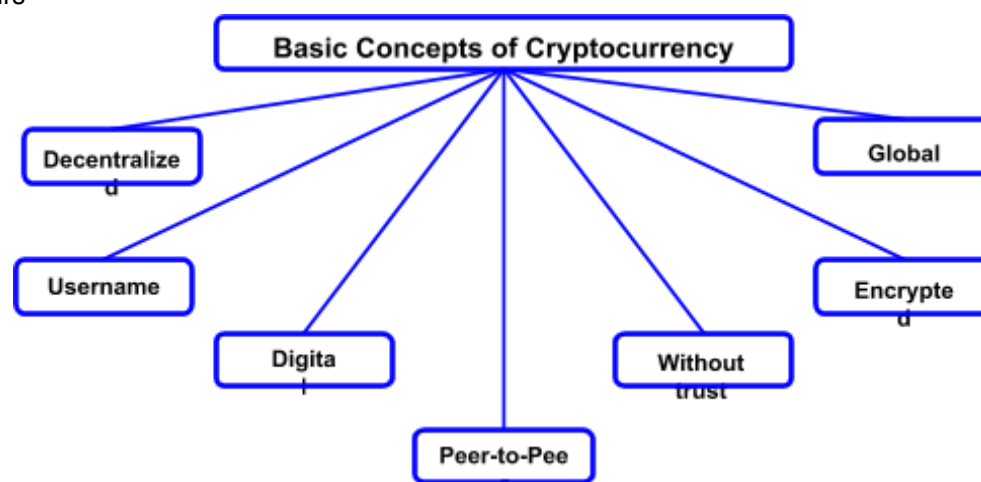 Basic Concepts of Cryptocurrency
Decentralize
d
Global
Username
Encrypte
d
Digita
l
Without
trust
Peer-to-Pee